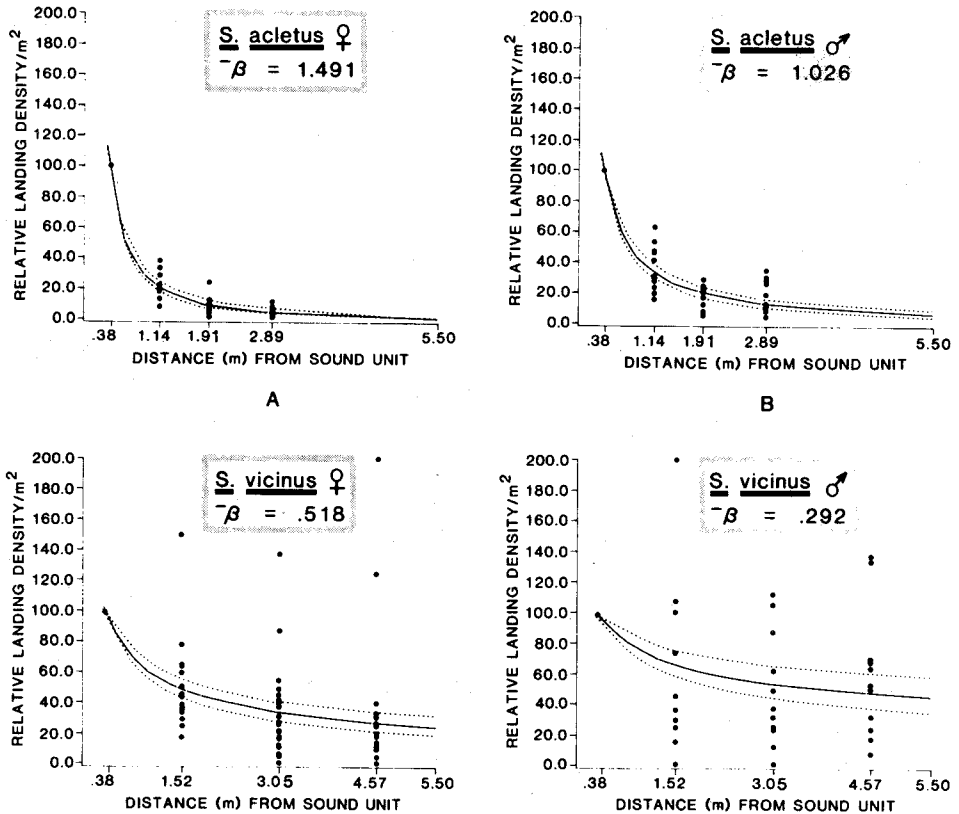 S. acletus ♀
‾β = 1.491
RELATIVE LANDING DENSITY/m²
200.0
180.0
160.0
140.0
120.0
100.0
80.0
60.0
40.0
20.0
0.0
.38 1.14 1.91 2.89 5.50
DISTANCE (m) FROM SOUND UNIT
A
S. acletus ♂
‾β = 1.026
RELATIVE LANDING DENSITY/m²
200.0
180.0
160.0
140.0
120.0
100.0
80.0
60.0
40.0
20.0
0.0
.38 1.14 1.91 2.89 5.50
DISTANCE (m) FROM SOUND UNIT
B
S. vicinus ♀
‾β = .518
RELATIVE LANDING DENSITY/m²
200.0
180.0
160.0
140.0
120.0
100.0
80.0
60.0
40.0
20.0
0.0
.38 1.52 3.05 4.57 5.50
DISTANCE (m) FROM SOUND UNIT
S. vicinus ♂
‾β = .292
RELATIVE LANDING DENSITY/m²
200.0
180.0
160.0
140.0
120.0
100.0
80.0
60.0
40.0
20.0
0.0
.38 1.52 3.05 4.57 5.50
DISTANCE (m) FROM SOUND UNIT